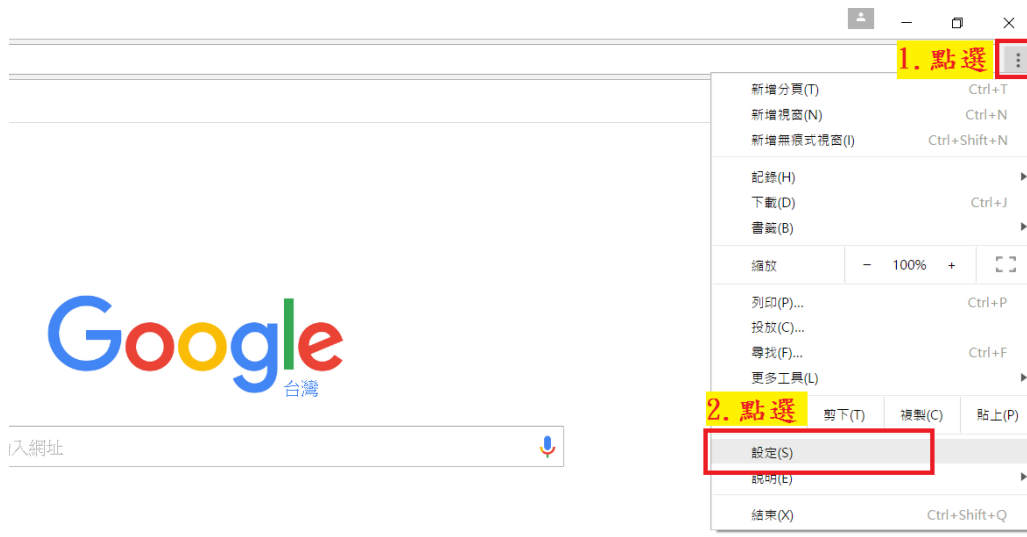 1. 點選
新增分頁(T) Ctrl+T
新增視窗(N) Ctrl+N
新增無痕式視窗(I) Ctrl+Shift+N
記錄(H)
下載(D) Ctrl+J
書籤(B)
縮放 − 100% +
列印(P)... Ctrl+P
投放(C)...
尋找(F)... Ctrl+F
更多工具(L)
2. 點選 剪下(T) 複製(C) 貼上(P)
設定(S)
說明(E)
結束(X) Ctrl+Shift+Q
Google
台灣
入網址